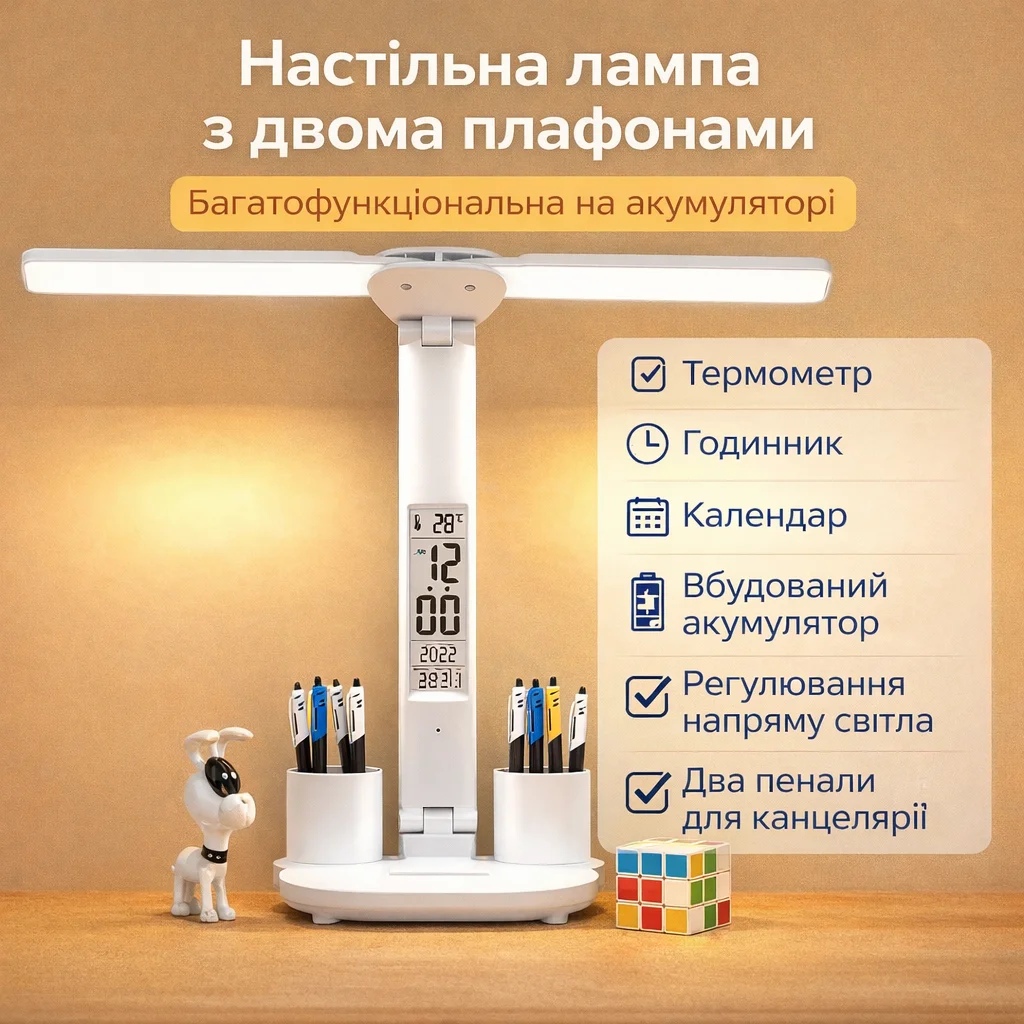 Настільна лампа
з двома плафонами
Багатофункціональна на акумуляторі
Термометр
Годинник
Календар
Вбудований
акумулятор
Регулювання
напряму світла
Два пенали
для канцелярії
28°C
12
00
2022